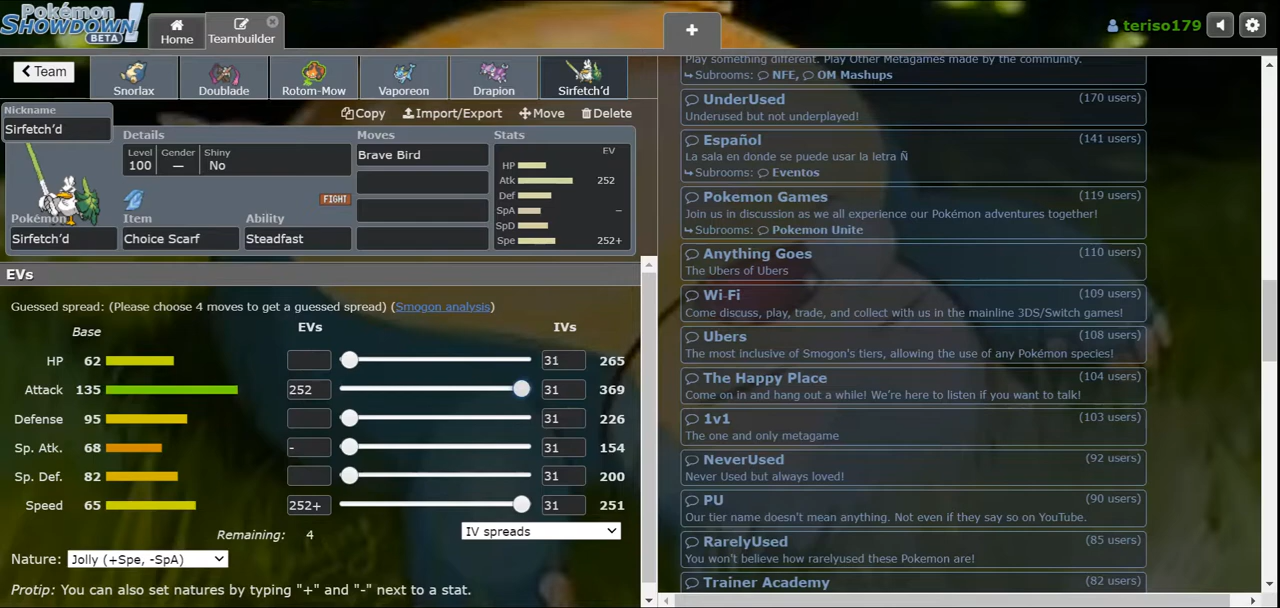 Pokémon
SHOWDOWN!
BETA
Home
Teambuilder
+
teriso179
Team
Snorlax
Doublade
Rotom-Mow
Vaporeon
Drapion
Sirfetch'd
Copy
Import/Export
Move
Delete
Nickname
Sirfetch'd
Details
Level
100
Gender
—
Shiny
No
FIGHT
Pokémon
Sirfetch'd
Item
Choice Scarf
Ability
Steadfast
Moves
Brave Bird
Stats
EV
HP
Atk 252
Def
SpA –
SpD
Spe 252+
EVs
Guessed spread: (Please choose 4 moves to get a guessed spread) (Smogon analysis)
Base EVs IVs
HP 62 31 265
Attack 135 252 31 369
Defense 95 31 226
Sp. Atk. 68 - 31 154
Sp. Def. 82 31 200
Speed 65 252+ 31 251
Remaining: 4
IV spreads
Nature: Jolly (+Spe, -SpA)
Protip: You can also set natures by typing "+" and "-" next to a stat.
Play something different. Play Other Metagames made by the community.
Subrooms: NFE, OM Mashups
UnderUsed (170 users)
Underused but not underplayed!
Español (141 users)
La sala en donde se puede usar la letra Ñ
Subrooms: Eventos
Pokemon Games (119 users)
Join us in discussion as we all experience our Pokémon adventures together!
Subrooms: Pokemon Unite
Anything Goes (110 users)
The Ubers of Ubers
Wi-Fi (109 users)
Come discuss, play, trade, and collect with us in the mainline 3DS/Switch games!
Ubers (108 users)
The most inclusive of Smogon's tiers, allowing the use of any Pokémon species!
The Happy Place (104 users)
Come on in and hang out a while! We're here to listen if you want to talk!
1v1 (103 users)
The one and only metagame
NeverUsed (92 users)
Never Used but always loved!
PU (90 users)
Our tier name doesn't mean anything. Not even if they say so on YouTube.
RarelyUsed (85 users)
You won't believe how rarelyused these Pokemon are!
Trainer Academy (82 users)